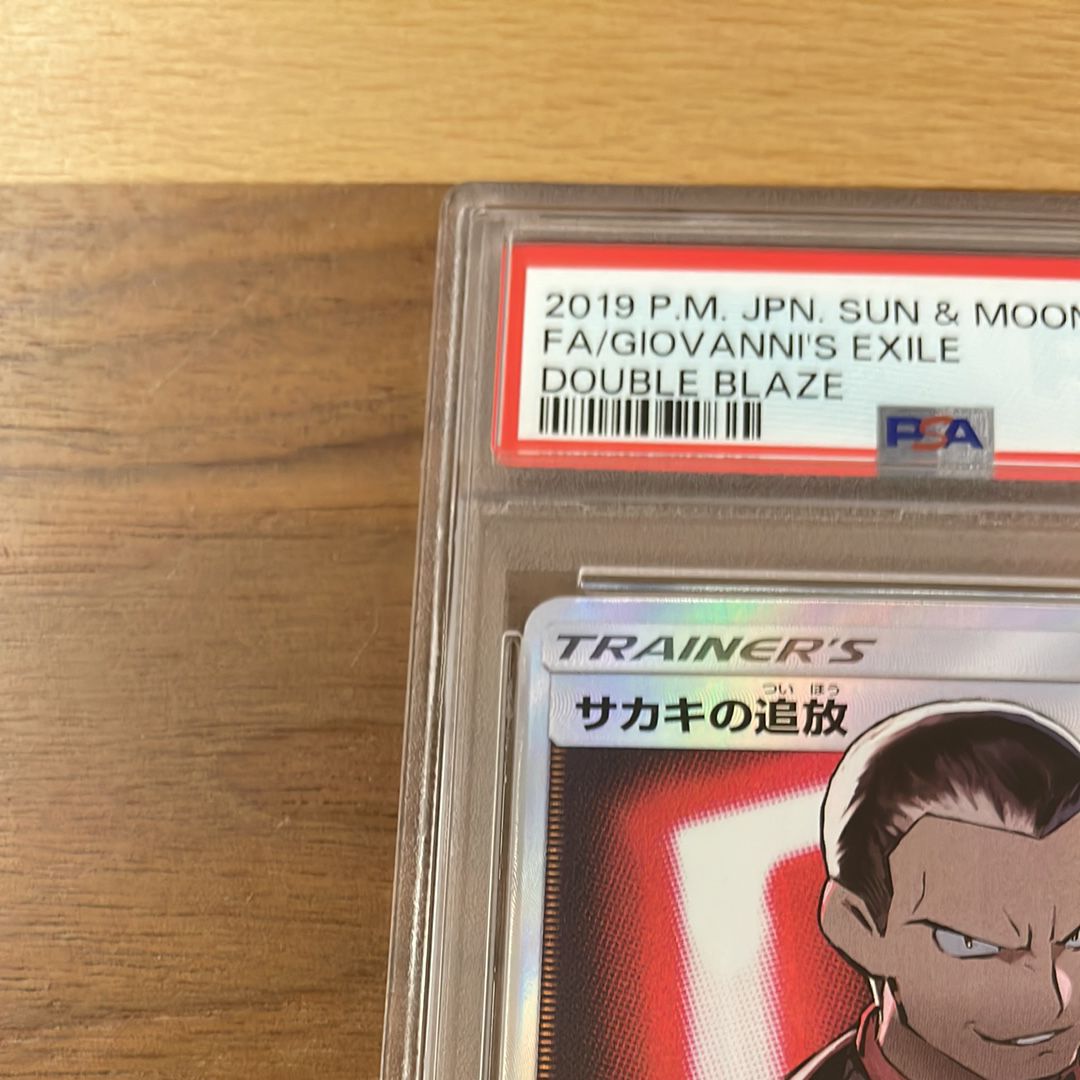 2019 P.M. JPN. SUN & MOON
FA/GIOVANNI'S EXILE
DOUBLE BLAZE
PSA
TRAINER'S
ついほう
サカキの追放